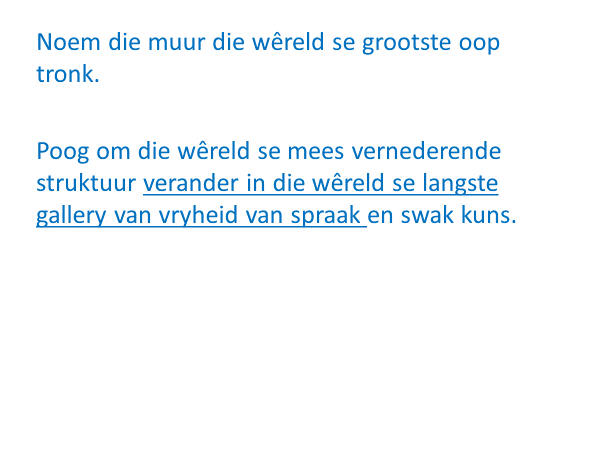 Noem die muur die wêreld se grootste oop
tronk.
Poog om die wêreld se mees vernederende
struktuur verander in die wêreld se langste
gallery van vryheid van spraak en swak kuns.